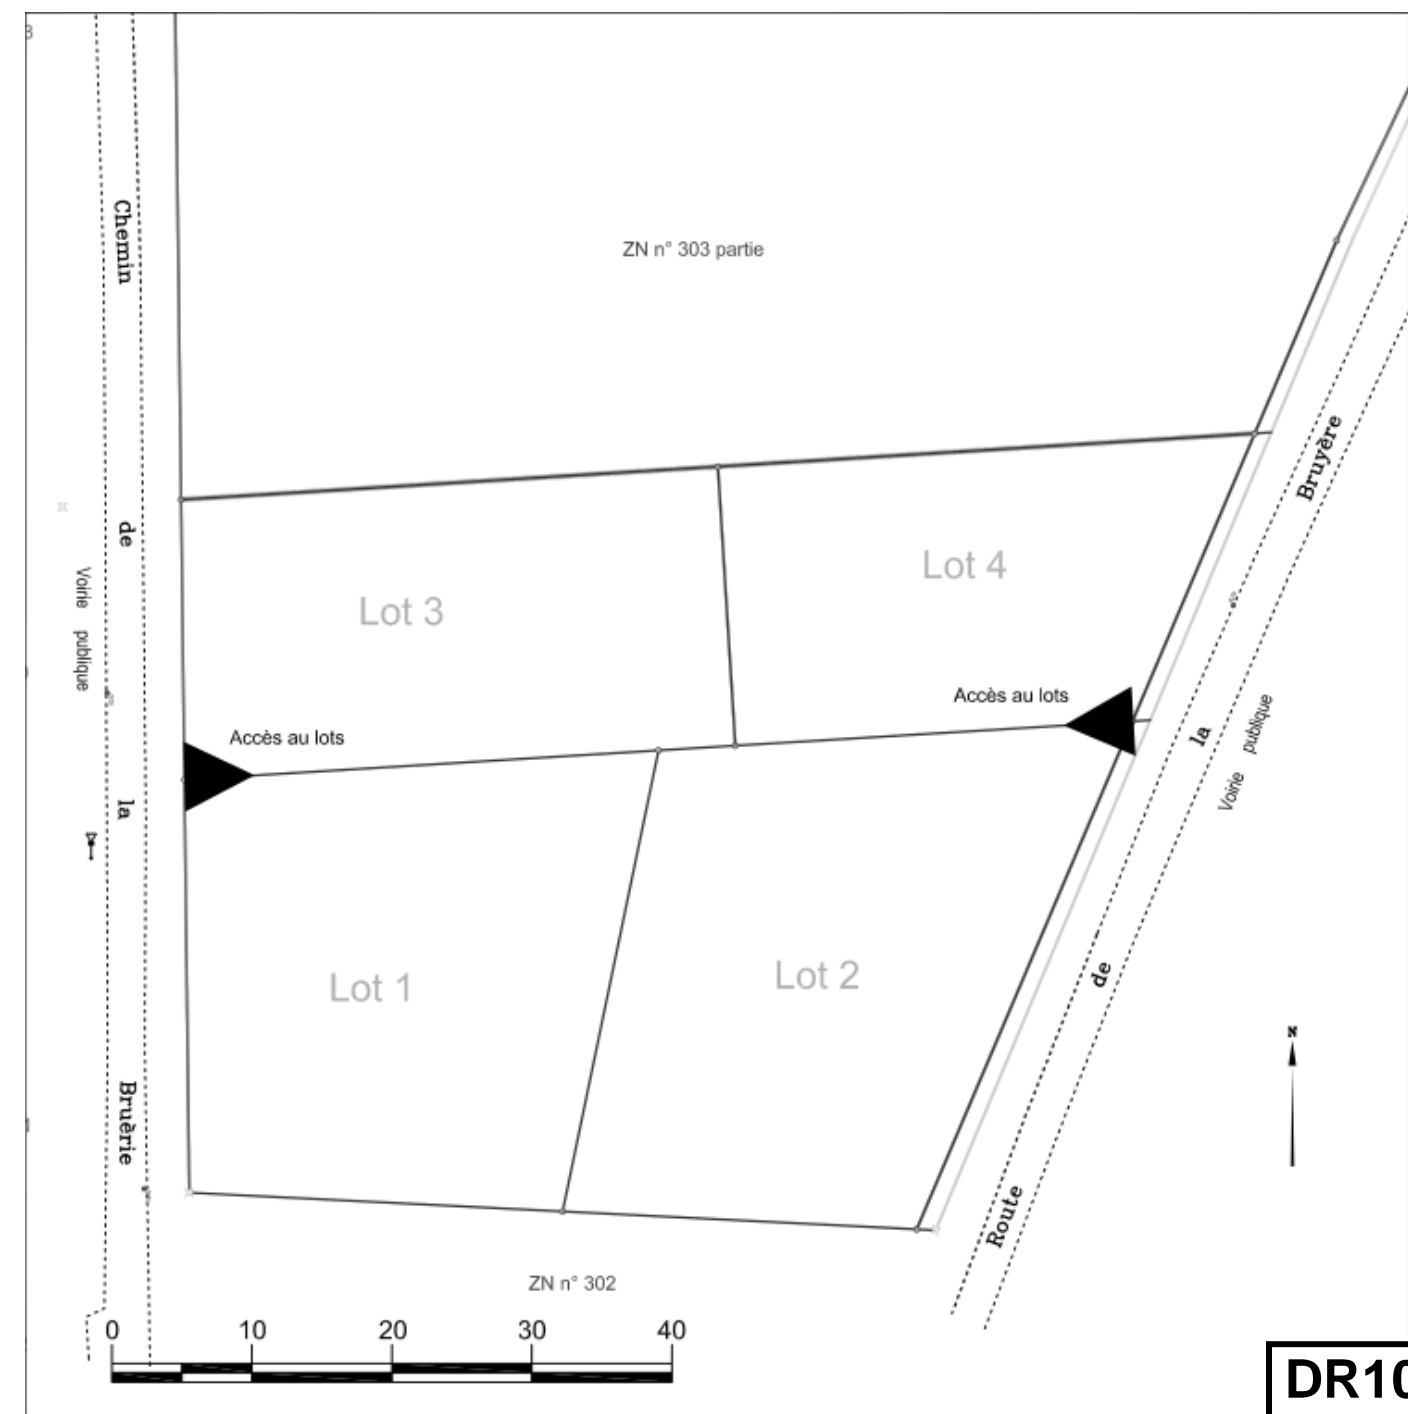 Chemin
de
la
Bruèrie
Voirie publique
ZN n° 303 partie
Lot 3
Lot 4
Accès au lots
Accès au lots
Lot 1
Lot 2
Bruyère
la
de
Route
Voirie publique
N
ZN n° 302
0 10 20 30 40